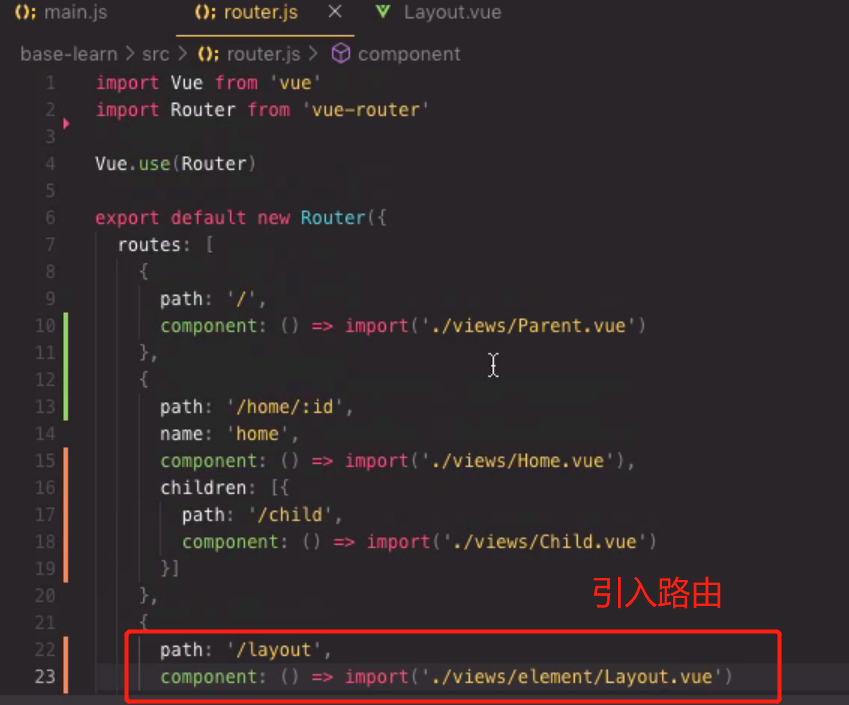 main.js router.js Layout.vue
base-learn > src > router.js > component
1 import Vue from 'vue'
2 import Router from 'vue-router'
3
4 Vue.use(Router)
5
6 export default new Router({
7 routes: [
8 {
9 path: '/',
10 component: () => import('./views/Parent.vue')
11 },
12 {
13 path: '/home/:id',
14 name: 'home',
15 component: () => import('./views/Home.vue'),
16 children: [{
17 path: '/child',
18 component: () => import('./views/Child.vue')
19 }]
20 },
引入路由
21 {
22 path: '/layout',
23 component: () => import('./views/element/Layout.vue')